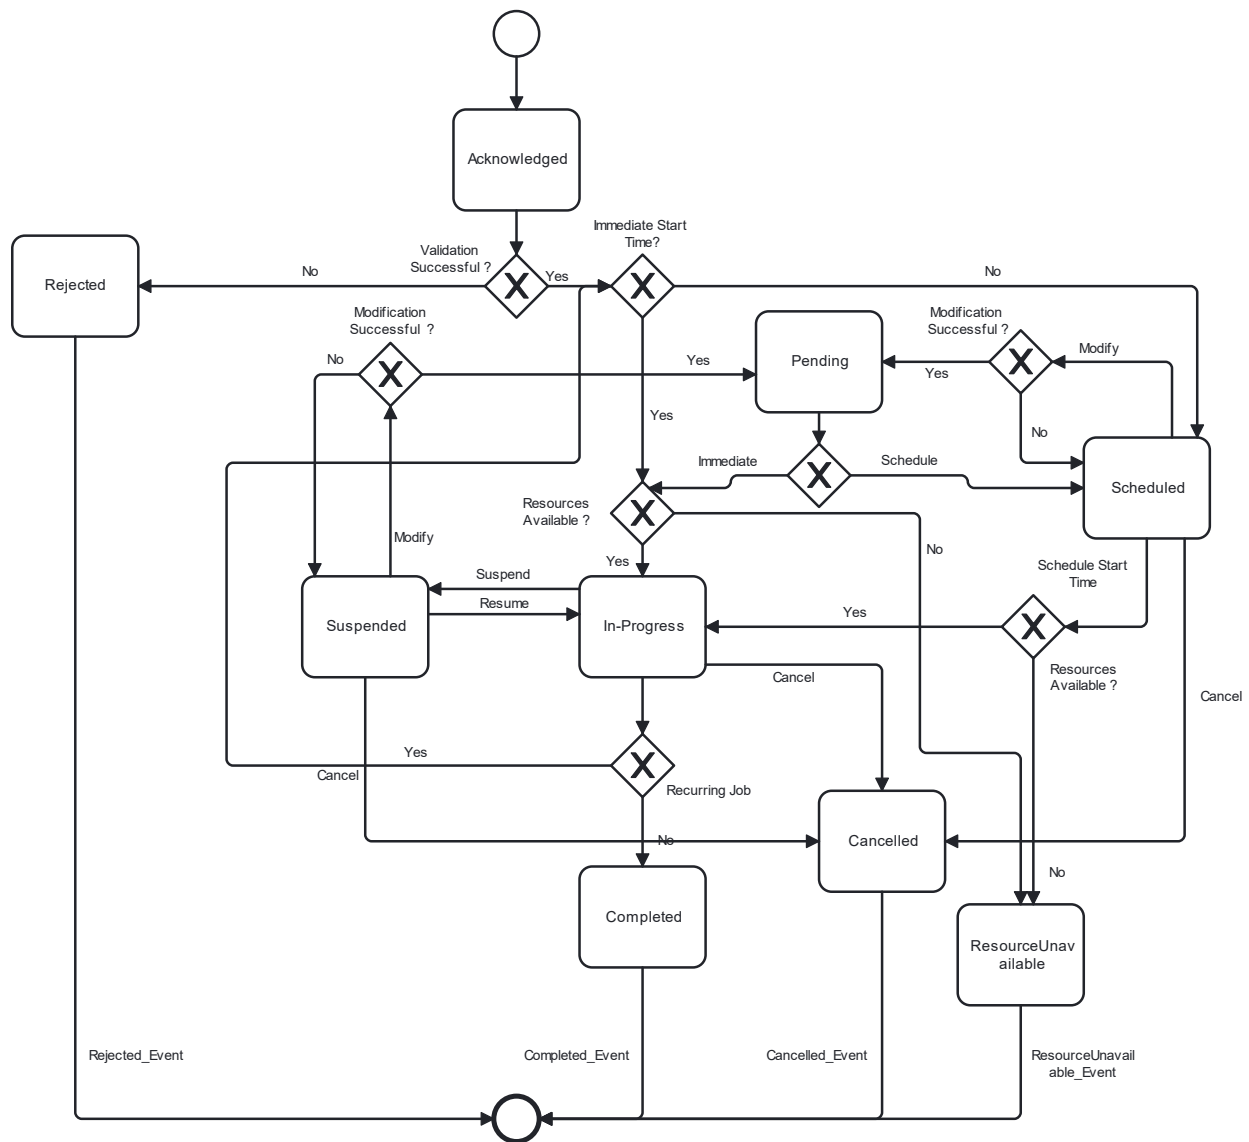 Acknowledged
Immediate Start
Time?
Validation
Successful ?
No
Yes
No
Rejected
Modification
Successful ?
Modification
Successful ?
No
Yes
Pending
Yes
Modify
Yes
No
Immediate
Schedule
Scheduled
Resources
Available ?
Modify
No
Yes
Schedule Start
Time
Suspend
Resume
Suspended
In-Progress
Yes
Resources
Available ?
Cancel
Cancel
Yes
Cancel
Recurring Job
No
Cancelled
No
Completed
ResourceUnav
ailable
Rejected_Event
Completed_Event
Cancelled_Event
ResourceUnavail
able_Event